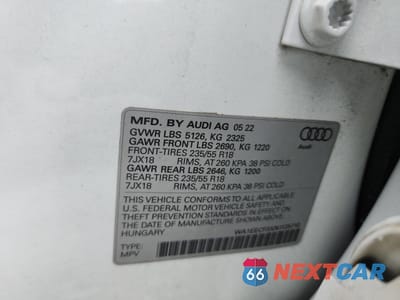 MFD. BY AUDI AG 05 22
GVWR LBS 5126, KG 2325
GAWR FRONT LBS 2690, KG 1220
FRONT-TIRES 235/55 R18
7JX18 RIMS, AT 260 KPA 38 PSI COLD
GAWR REAR LBS 2646, KG 1200
REAR-TIRES 235/55 R18
7JX18 RIMS, AT 260 KPA 38 PSI COLD
THIS VEHICLE CONFORMS TO ALL APPLICABLE
U.S. FEDERAL MOTOR VEHICLE SAFETY, BUMPER, AND
THEFT PREVENTION STANDARDS IN EFFECT ON
THE DATE OF MANUFACTURE SHOWN ABOVE.
HUNGARY
TYPE:
MPV
66 NEXTCAR